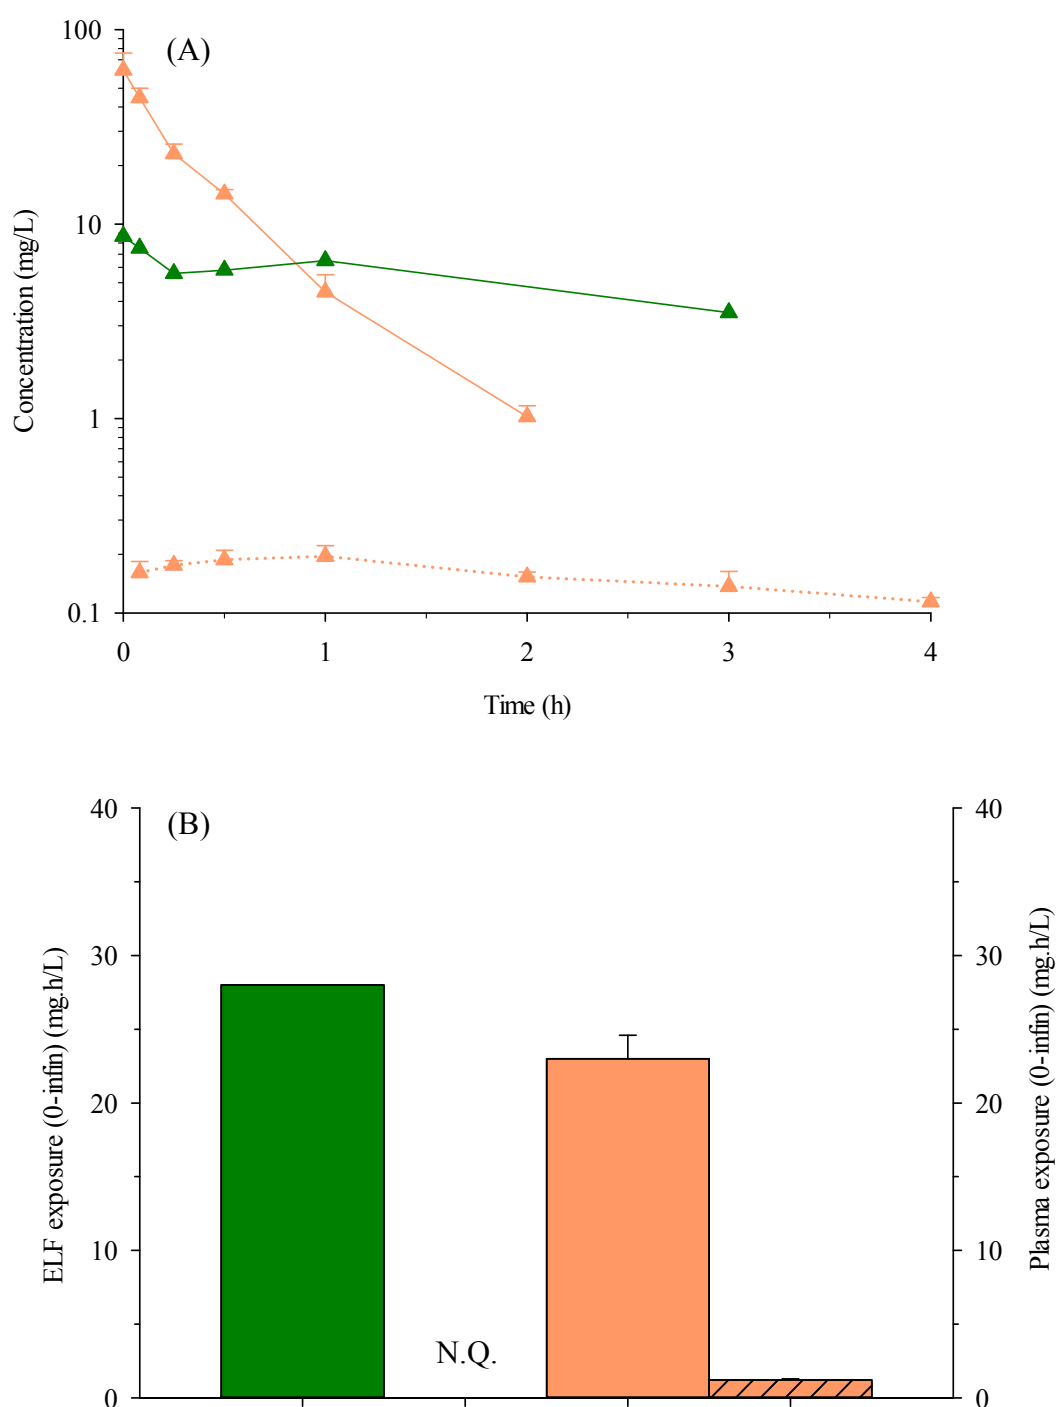 (A)
100
10
1
0.1
Concentration (mg/L)
0 1 2 3 4
Time (h)
(B)
40 40
30 30
20 20
10 10
0 0
ELF exposure (0-infin) (mg.h/L)
Plasma exposure (0-infin) (mg.h/L)
N.Q.